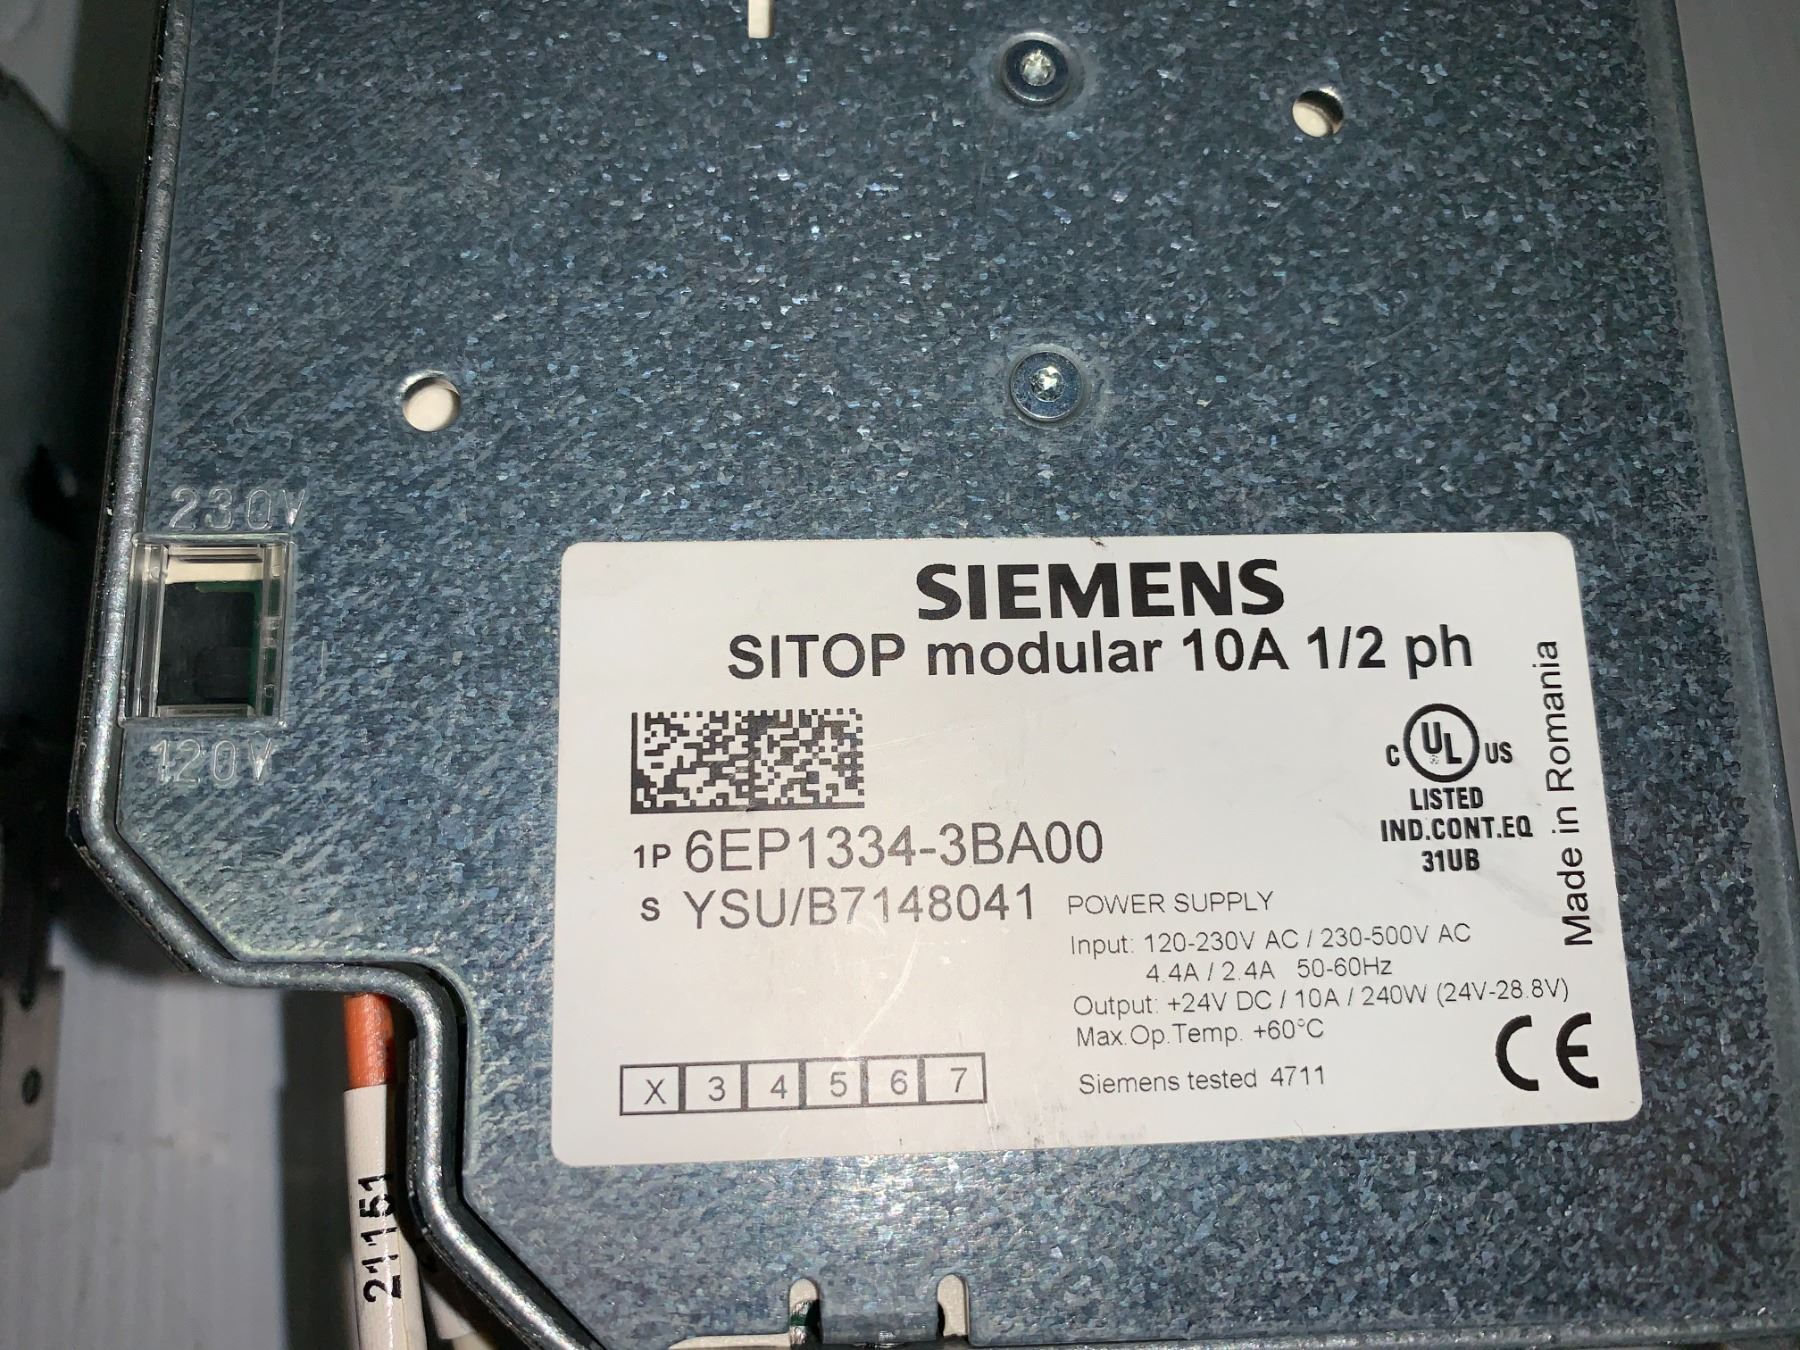 230V
120V
SIEMENS
SITOP modular 10A 1/2 ph
1P 6EP1334-3BA00
S YSU/B7148041
C UL US
LISTED
IND.CONT.EQ
31UB
Made in Romania
POWER SUPPLY
Input: 120-230V AC / 230-500V AC
4.4A / 2.4A 50-60Hz
Output: +24V DC / 10A / 240W (24V-28.8V)
Max.Op.Temp. +60°C
Siemens tested 4711
CE
X 3 4 5 6 7
21151